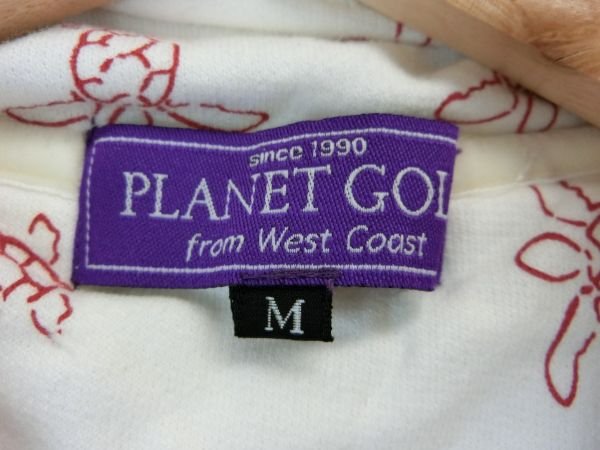 since 1990
PLANET GOL
from West Coast
M